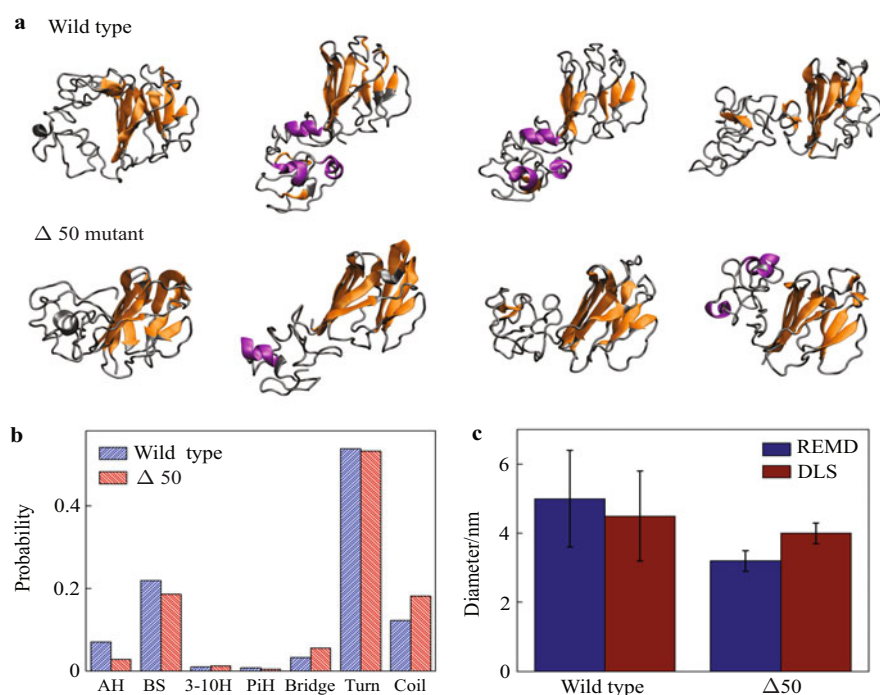 a
Wild type
Δ 50 mutant
b
Wild type
Δ 50
Probability
0.4
0.2
0
AH BS 3-10H PiH Bridge Turn Coil
c
REMD
DLS
Diameter/nm
6
4
2
0
Wild type Δ50